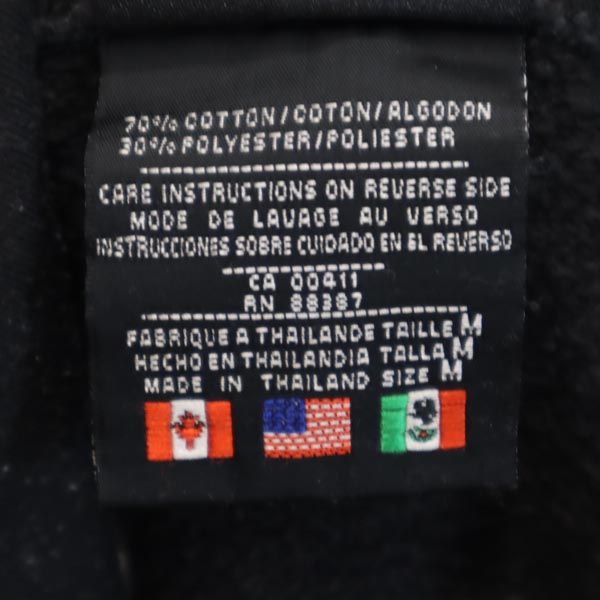 70% COTTON/COTON/ALGODON
30% POLYESTER/POLIESTER
CARE INSTRUCTIONS ON REVERSE SIDE
MODE DE LAVAGE AU VERSO
INSTRUCCIONES SOBRE CUIDADO EN EL REVERSO
CA 00411
RN 88387
FABRIQUE A THAILANDE TAILLE M
HECHO EN THAILANDIA TALLA M
MADE IN THAILAND SIZE M